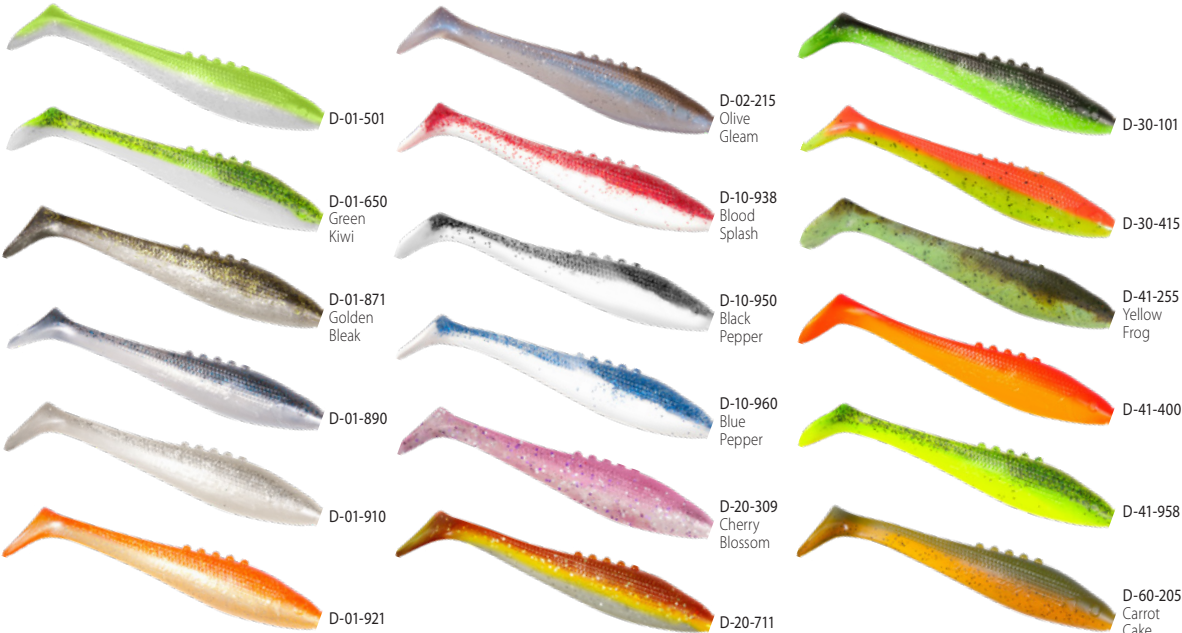 D-01-501
D-01-650
Green
Kiwi
D-01-871
Golden
Bleak
D-01-890
D-01-910
D-01-921
D-02-215
Olive
Gleam
D-10-938
Blood
Splash
D-10-950
Black
Pepper
D-10-960
Blue
Pepper
D-20-309
Cherry
Blossom
D-20-711
D-30-101
D-30-415
D-41-255
Yellow
Frog
D-41-400
D-41-958
D-60-205
Carrot
Cake